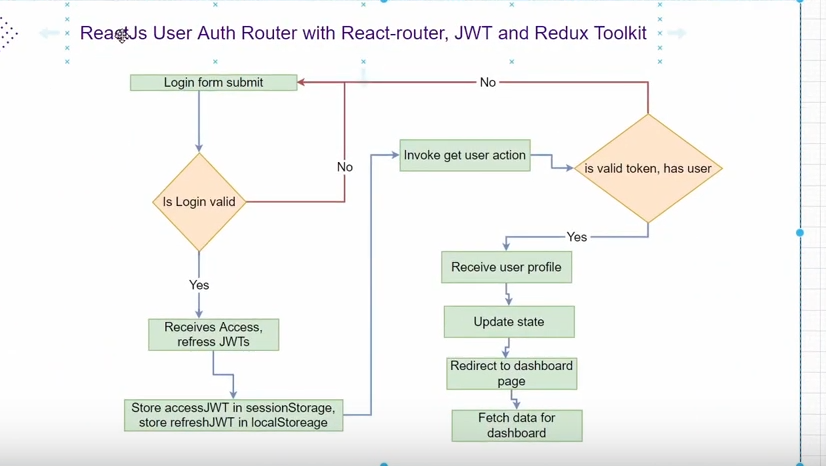 ReactJs User Auth Router with React-router, JWT and Redux Toolkit
Login form submit
No
Invoke get user action
is valid token, has user
No
Is Login valid
Yes
Receive user profile
Yes
Receives Access,
refress JWTs
Update state
Redirect to dashboard
page
Store accessJWT in sessionStorage,
store refreshJWT in localStoreage
Fetch data for
dashboard